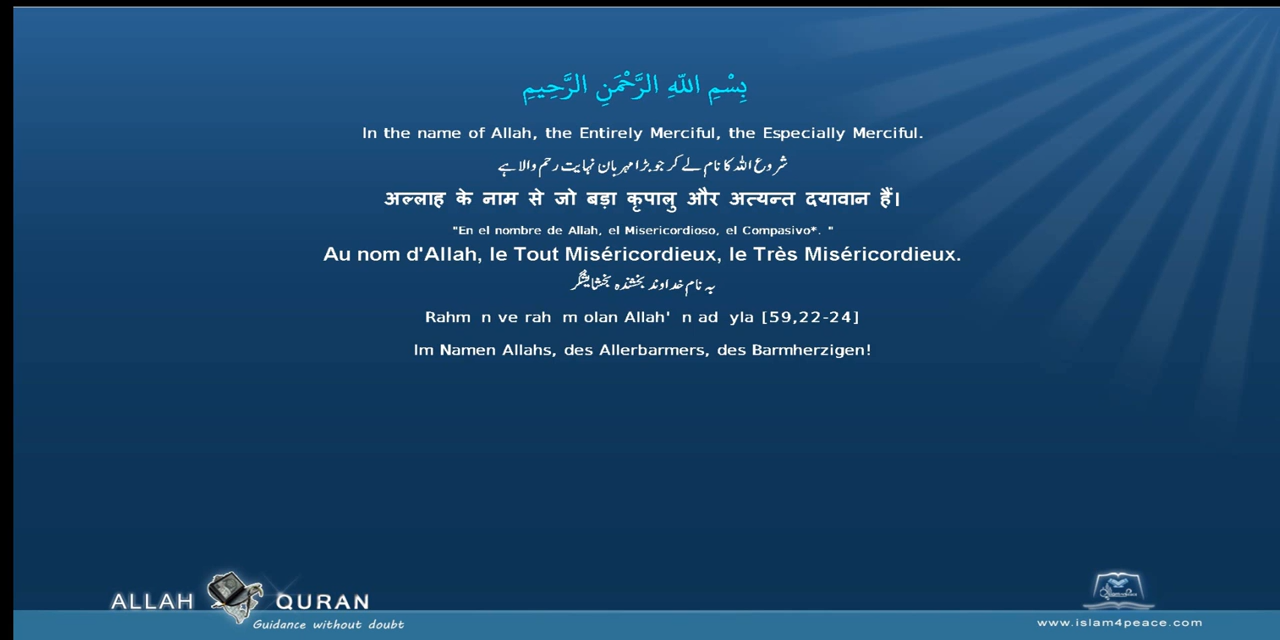 بِسْمِ اللَّهِ الرَّحْمَنِ الرَّحِيمِ
In the name of Allah, the Entirely Merciful, the Especially Merciful.
شروع الله کا نام لے کر جو بڑا مہربان نہایت رحم والا ہے
अल्लाह के नाम से जो बड़ा कृपालु और अत्यन्त दयावान हैं।
"En el nombre de Allah, el Misericordioso, el Compasivo*. "
Au nom d'Allah, le Tout Miséricordieux, le Très Miséricordieux.
به نام خداوند بخشنده بخشایشگر
Rahm n ve rah m olan Allah' n ad yla [59,22-24]
Im Namen Allahs, des Allerbarmers, des Barmherzigen!
ALLAH QURAN
Guidance without doubt
www.islam4peace.com